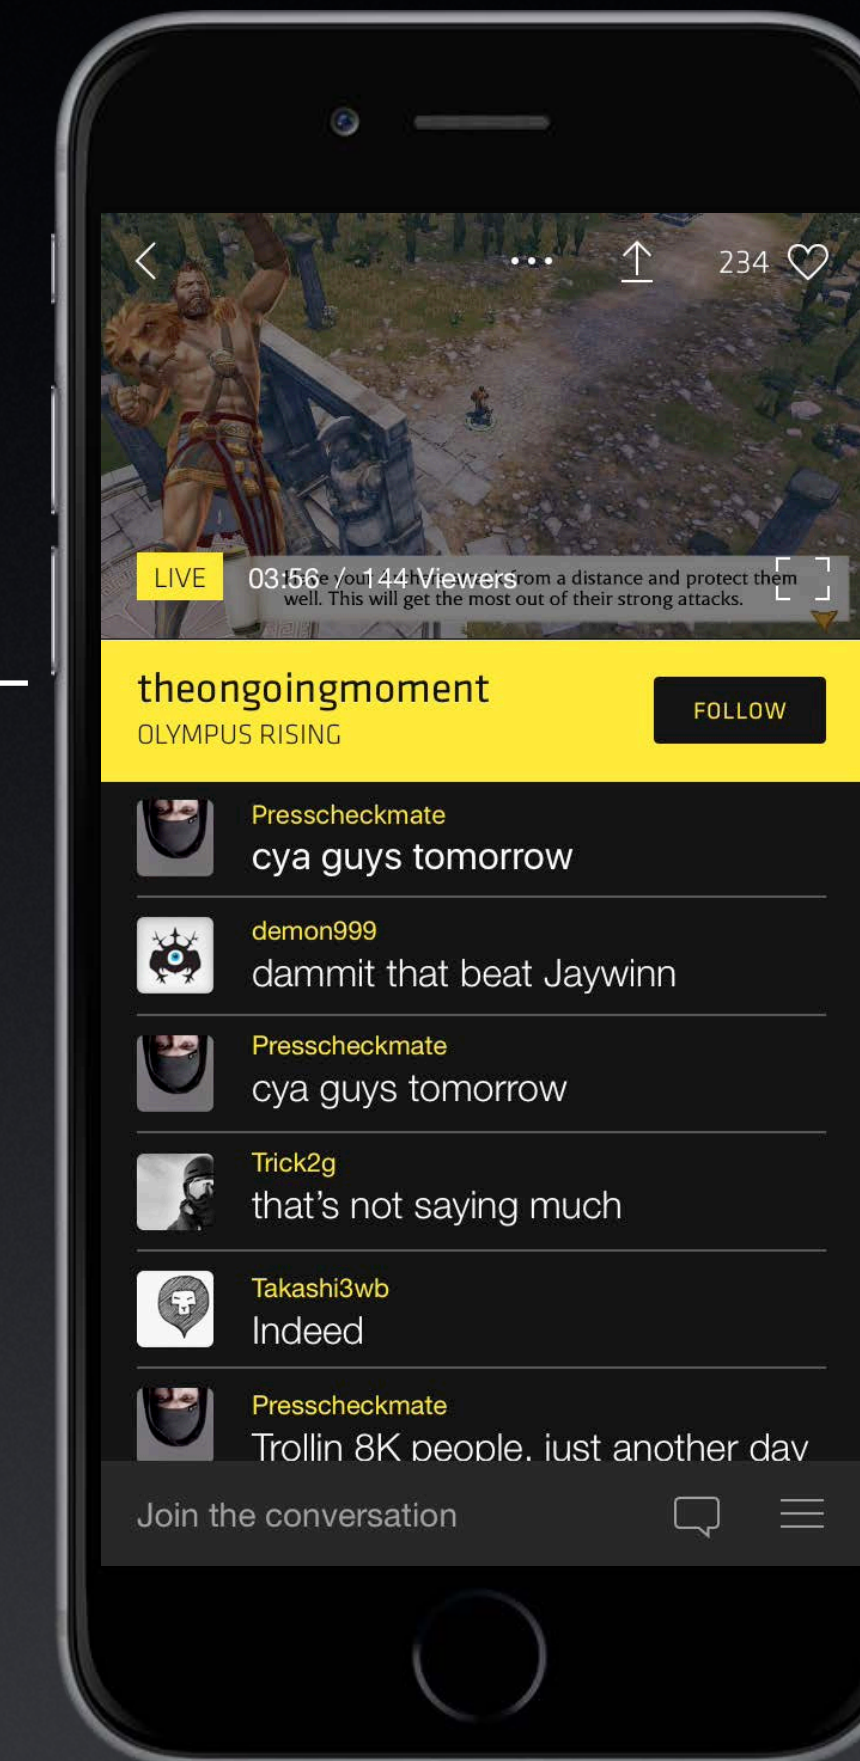 234
LIVE 03:56 / 144 Viewers
from a distance and protect them
well. This will get the most out of their strong attacks.
theongoingmoment
OLYMPUS RISING
FOLLOW
Presscheckmate
cya guys tomorrow
demon999
dammit that beat Jaywinn
Presscheckmate
cya guys tomorrow
Trick2g
that's not saying much
Takashi3wb
Indeed
Presscheckmate
Trollin 8K people, just another day
Join the conversation